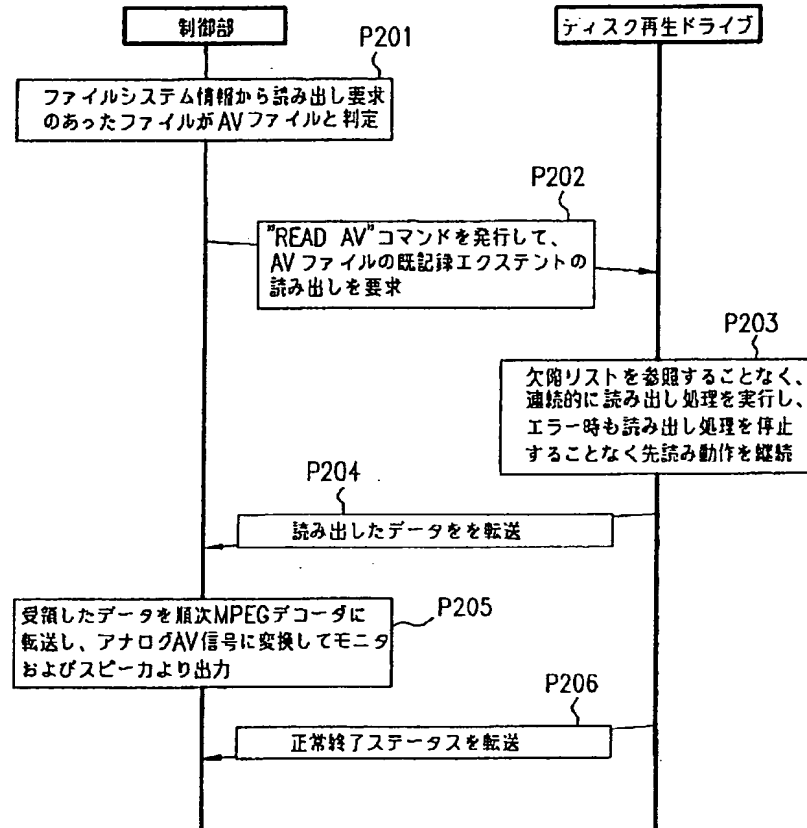 制御部
ディスク再生ドライブ
P201
ファイルシステム情報から読み出し要求
のあったファイルがAVファイルと判定
P202
"READ AV"コマンドを発行して、
AVファイルの既記録エクステントの
読み出しを要求
P203
欠陥リストを参照することなく、
連続的に読み出し処理を実行し、
エラー時も読み出し処理を停止
することなく先読み動作を継続
P204
読み出したデータをを転送
受領したデータを順次MPEGデコーダに
転送し、アナログAV信号に変換してモニタ
およびスピーカより出力
P205
P206
正常終了ステータスを転送